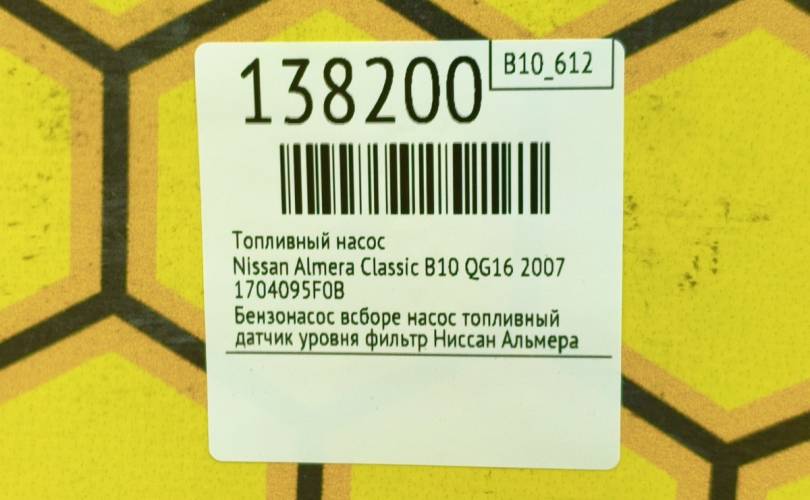 138200
B10_612
Топливный насос
Nissan Almera Classic B10 QG16 2007
1704095F0B
Бензонасос всборе насос топливный
датчик уровня фильтр Ниссан Альмера